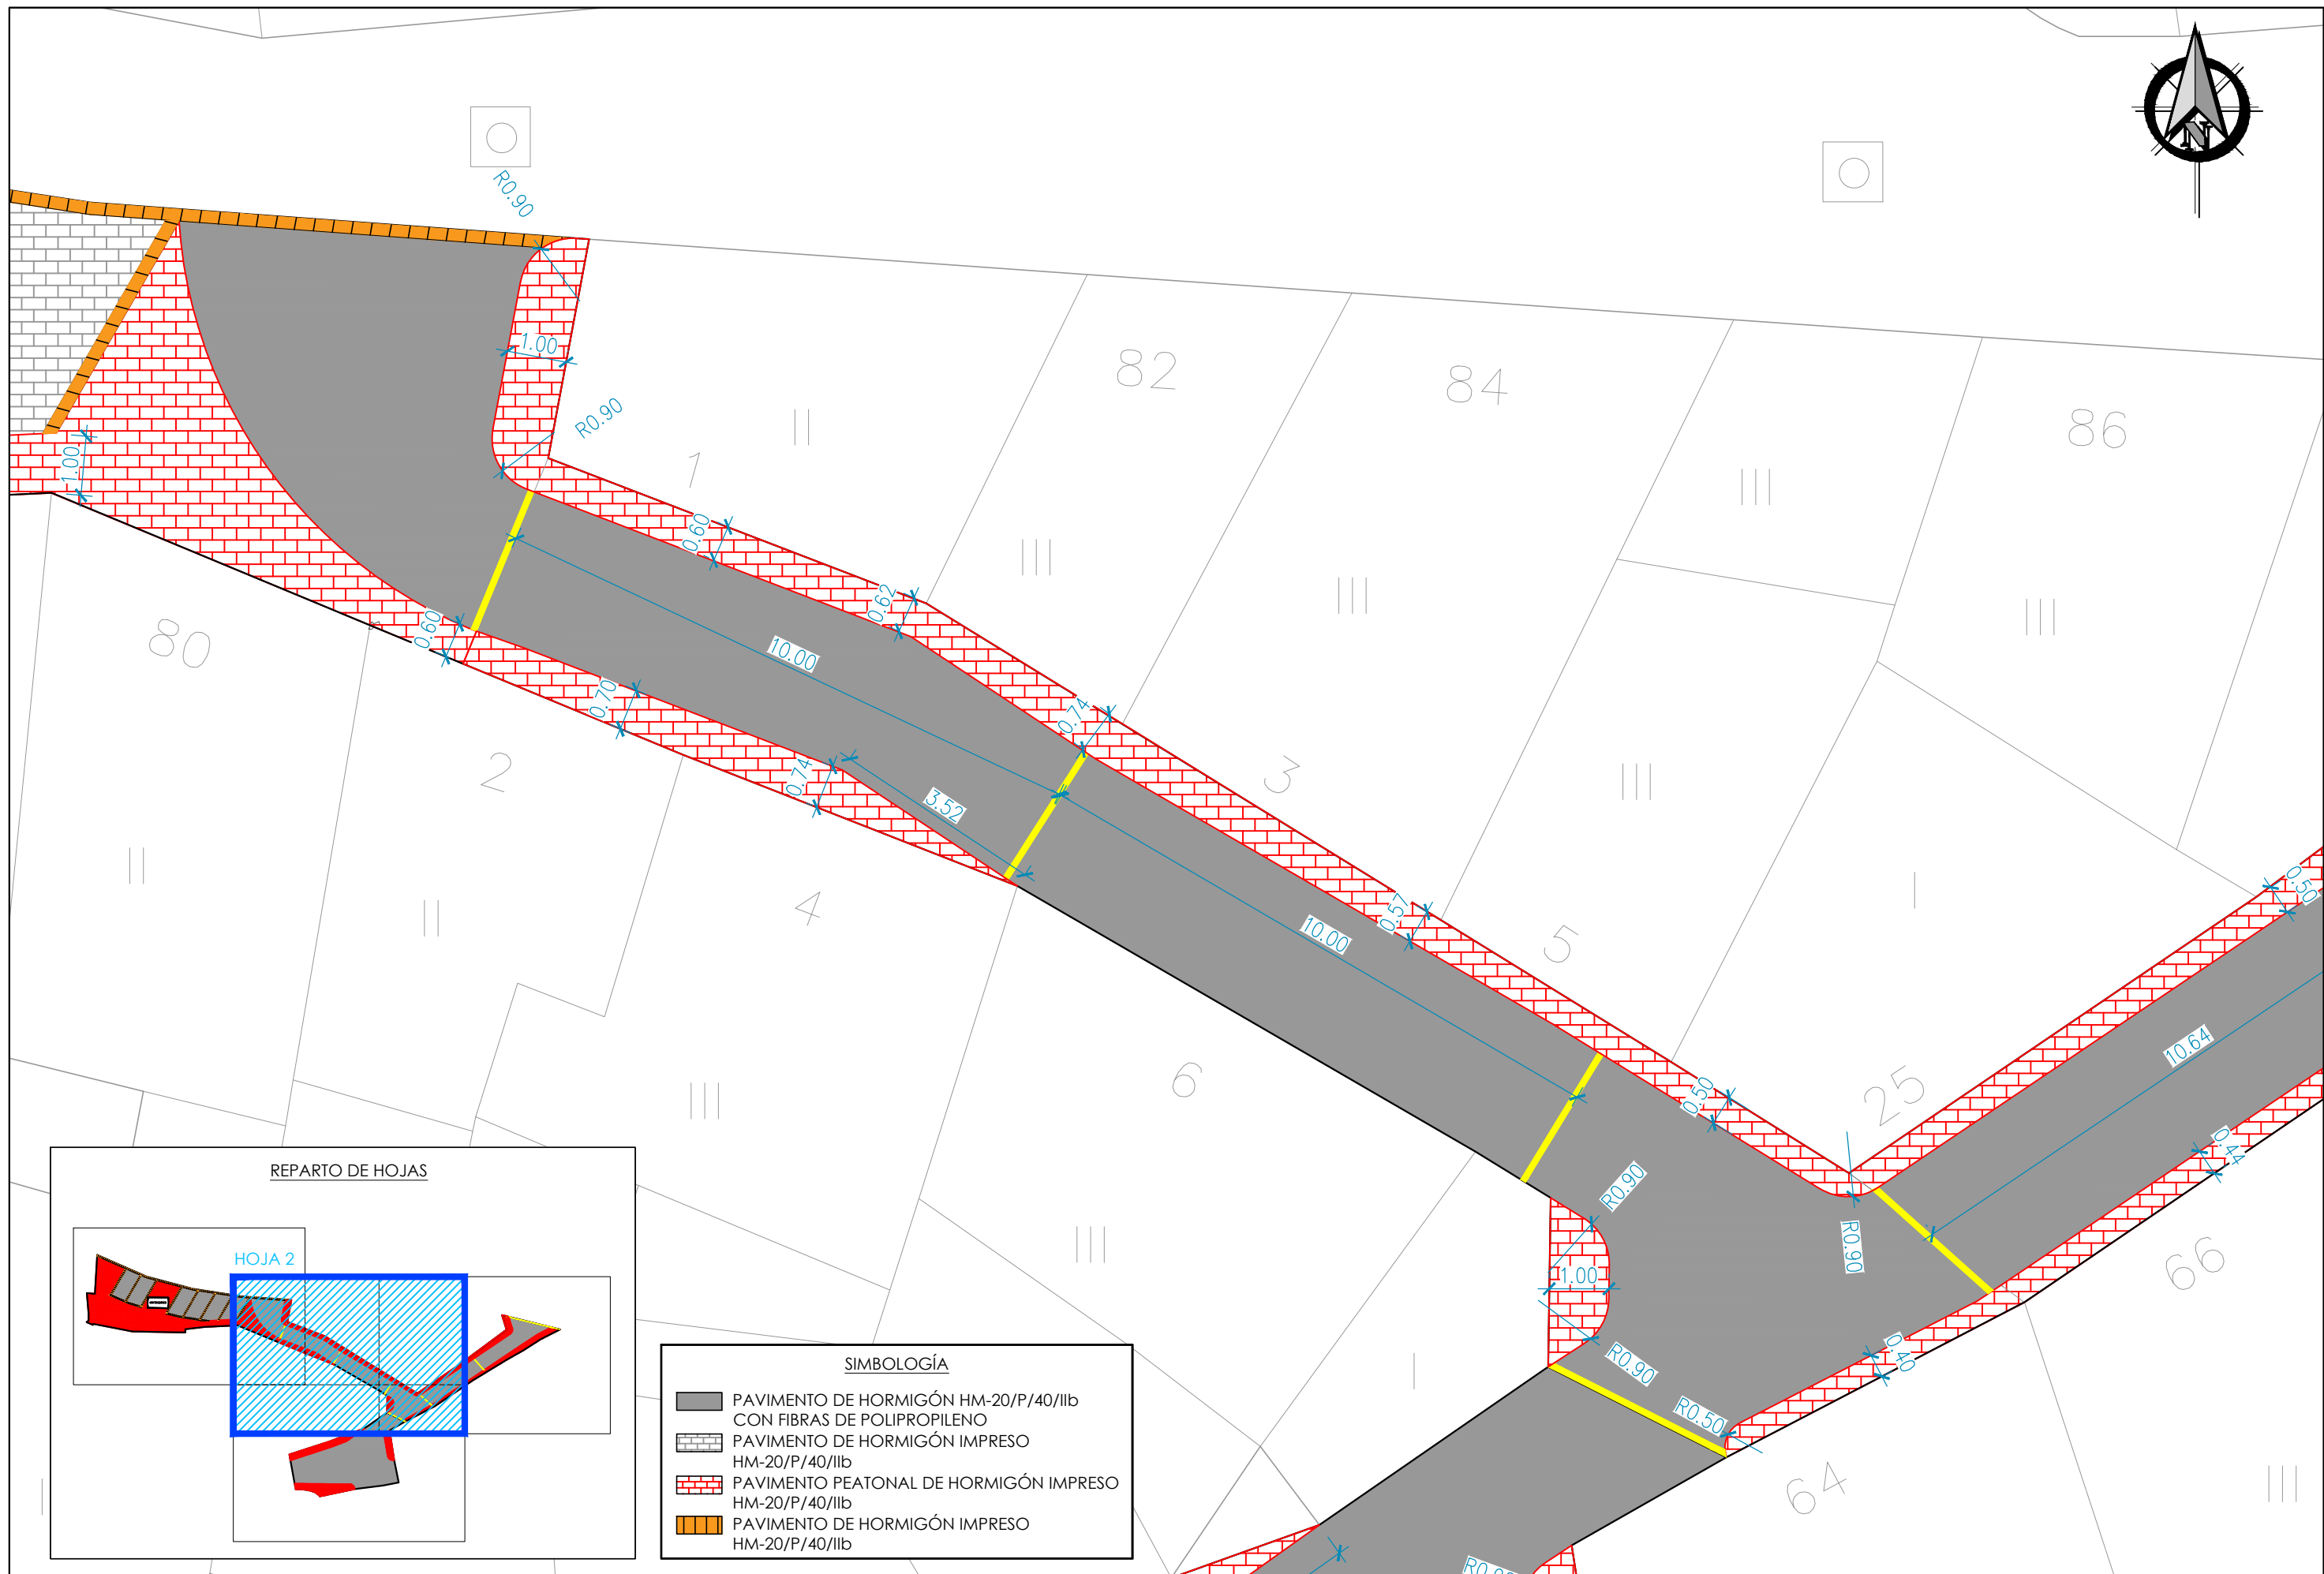 N
R0.90
1.00
R0.90
1.00
82
84
86
II
1
III
III
III
III
0.60
0.62
0.60
80
10.00
0.70
0.74
2
0.74
3.52
3
III
II
II
4
10.00
0.57
5
I
0.50
10.64
0.50
25
0.44
6
III
R0.90
R0.90
1.00
66
III
R0.90
0.40
I
R0.50
64
III
REPARTO DE HOJAS
HOJA 2
SIMBOLOGÍA
PAVIMENTO DE HORMIGÓN HM-20/P/40/IIb
CON FIBRAS DE POLIPROPILENO
PAVIMENTO DE HORMIGÓN IMPRESO
HM-20/P/40/IIb
PAVIMENTO PEATONAL DE HORMIGÓN IMPRESO
HM-20/P/40/IIb
PAVIMENTO DE HORMIGÓN IMPRESO
HM-20/P/40/IIb